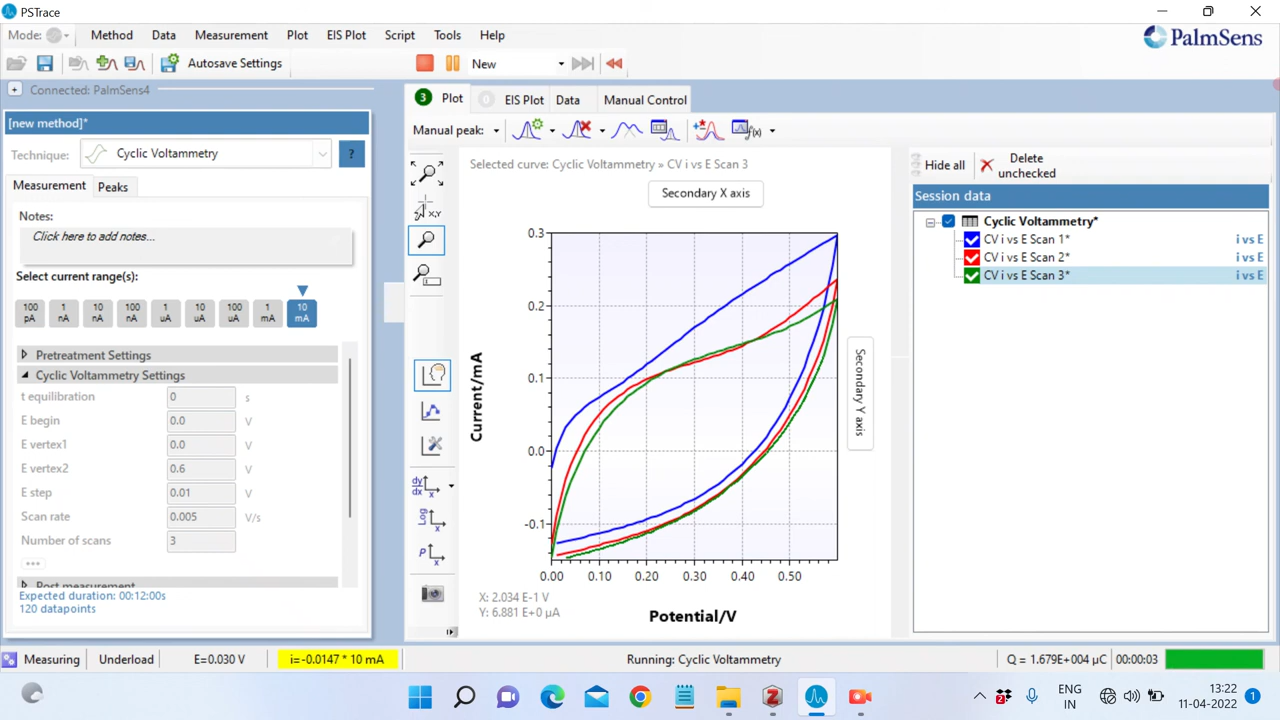 PSTrace
Mode:
Method
Data
Measurement
Plot
EIS Plot
Script
Tools
Help
PalmSens
Autosave Settings
New
Connected: PalmSens4
[new method]*
Technique:
Cyclic Voltammetry
?
Measurement
Peaks
Notes:
Click here to add notes...
Select current range(s):
100 pA
1 nA
10 nA
100 nA
1 uA
10 uA
100 uA
1 mA
10 mA
Pretreatment Settings
Cyclic Voltammetry Settings
t equilibration 0 s
E begin 0.0 V
E vertex1 0.0 V
E vertex2 0.6 V
E step 0.01 V
Scan rate 0.005 V/s
Number of scans 3
Post measurement
Expected duration: 00:12:00s
120 datapoints
3 Plot
0 EIS Plot
Data
Manual Control
Manual peak:
f(x)
x,y
dy
dx
x
Log
x
P
x
Selected curve: Cyclic Voltammetry » CV i vs E Scan 3
Secondary X axis
0.3
0.2
0.1
0.0
-0.1
Current/mA
0.00 0.10 0.20 0.30 0.40 0.50
Potential/V
Secondary Y axis
X: 2.034 E-1 V
Y: 6.881 E+0 µA
Hide all
Delete
unchecked
Session data
Cyclic Voltammetry*
CV i vs E Scan 1* i vs E
CV i vs E Scan 2* i vs E
CV i vs E Scan 3* i vs E
Measuring
Underload
E=0.030 V
i=-0.0147 * 10 mA
Running: Cyclic Voltammetry
Q = 1.679E+004 µC
00:00:03
ENG
IN
13:22
11-04-2022
1